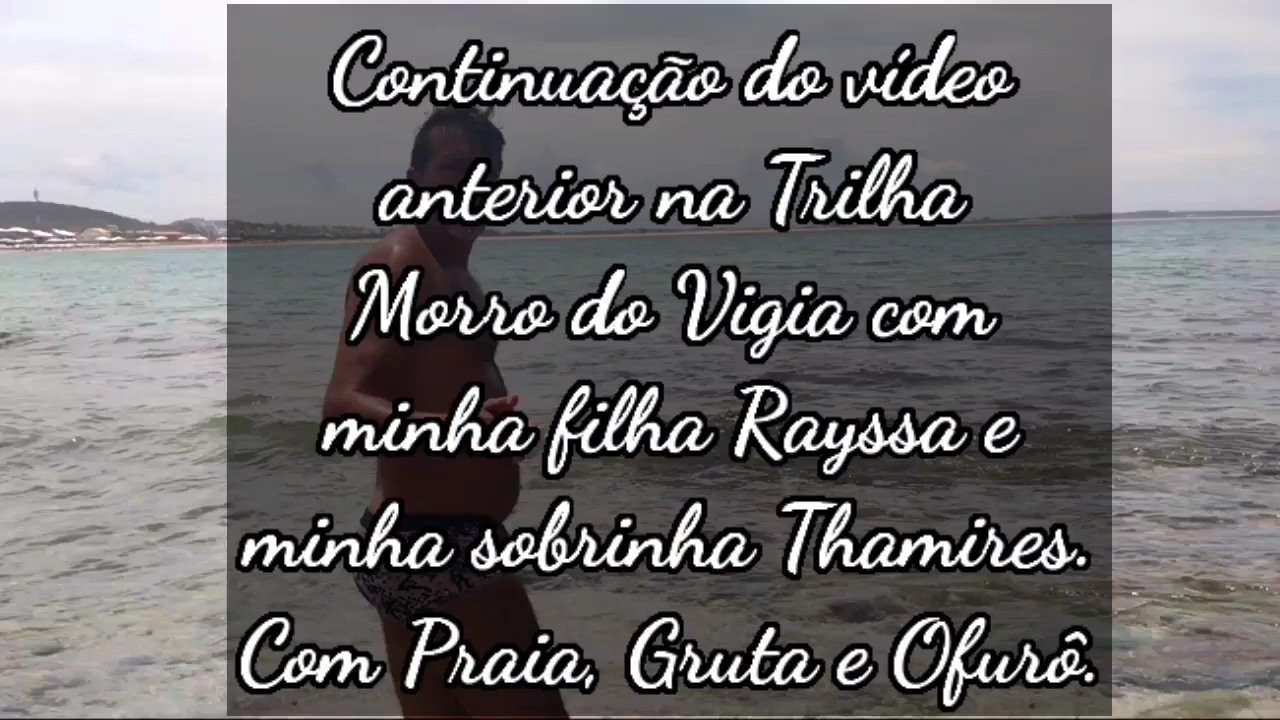 Continuação do vídeo
anterior na Trilha
Morro do Vigia com
minha filha Rayssa e
minha sobrinha Thamires.
Com Praia, Gruta e Ofurô.